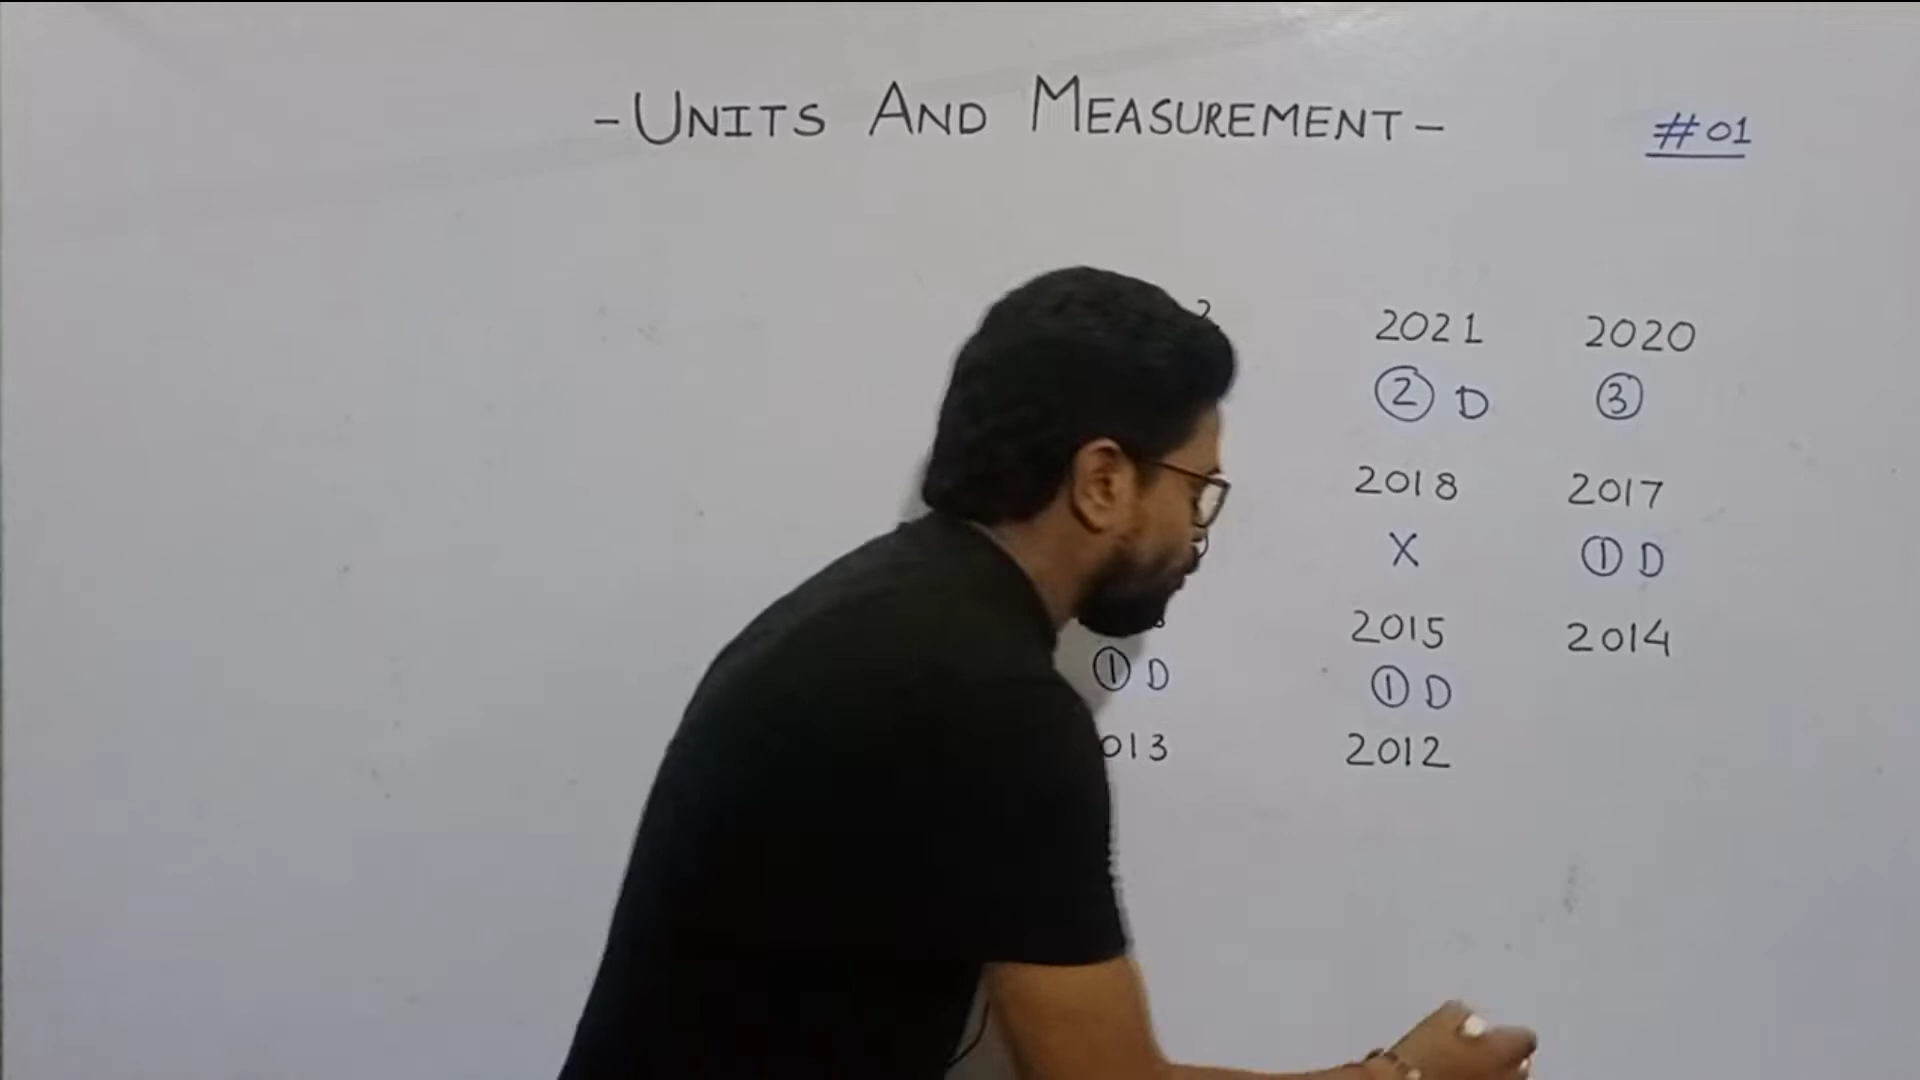 - UNITS AND MEASUREMENT -
#01
2021 2020
② D ③
2018 2017
X ① D
2015 2014
① D ① D
013 2012